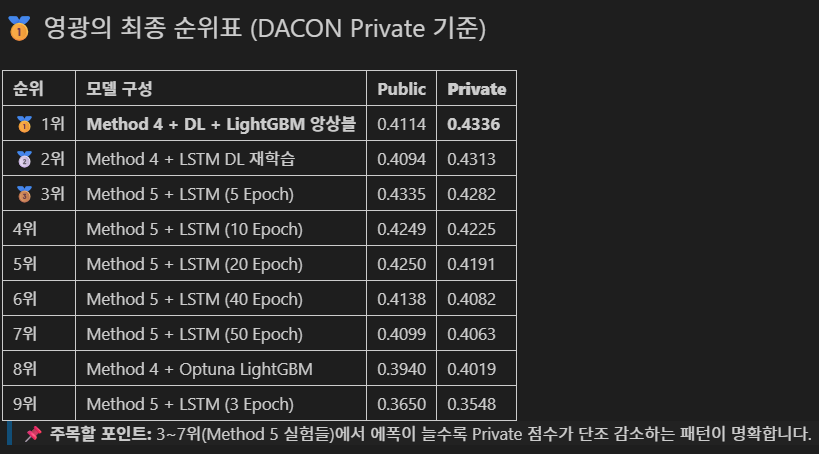 🥇 영광의 최종 순위표 (DACON Private 기준)
순위 모델 구성 Public Private
🥇 1위 Method 4 + DL + LightGBM 앙상블 0.4114 0.4336
🥈 2위 Method 4 + LSTM DL 재학습 0.4094 0.4313
🥉 3위 Method 5 + LSTM (5 Epoch) 0.4335 0.4282
4위 Method 5 + LSTM (10 Epoch) 0.4249 0.4225
5위 Method 5 + LSTM (20 Epoch) 0.4250 0.4191
6위 Method 5 + LSTM (40 Epoch) 0.4138 0.4082
7위 Method 5 + LSTM (50 Epoch) 0.4099 0.4063
8위 Method 4 + Optuna LightGBM 0.3940 0.4019
9위 Method 5 + LSTM (3 Epoch) 0.3650 0.3548
📌 주목할 포인트: 3~7위(Method 5 실험들)에서 에폭이 늘수록 Private 점수가 단조 감소하는 패턴이 명확합니다.